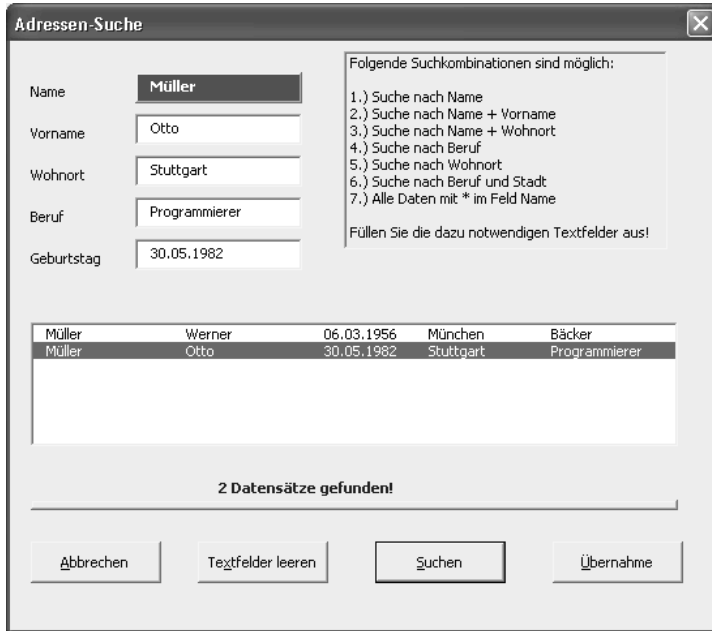 Adressen-Suche
Name
Müller
Vorname
Otto
Wohnort
Stuttgart
Beruf
Programmierer
Geburtstag
30.05.1982
Folgende Suchkombinationen sind möglich:
1.) Suche nach Name
2.) Suche nach Name + Vorname
3.) Suche nach Name + Wohnort
4.) Suche nach Beruf
5.) Suche nach Wohnort
6.) Suche nach Beruf und Stadt
7.) Alle Daten mit * im Feld Name
Füllen Sie die dazu notwendigen Textfelder aus!
Müller Werner 06.03.1956 München Bäcker
Müller Otto 30.05.1982 Stuttgart Programmierer
2 Datensätze gefunden!
Abbrechen Textfelder leeren Suchen Übernahme